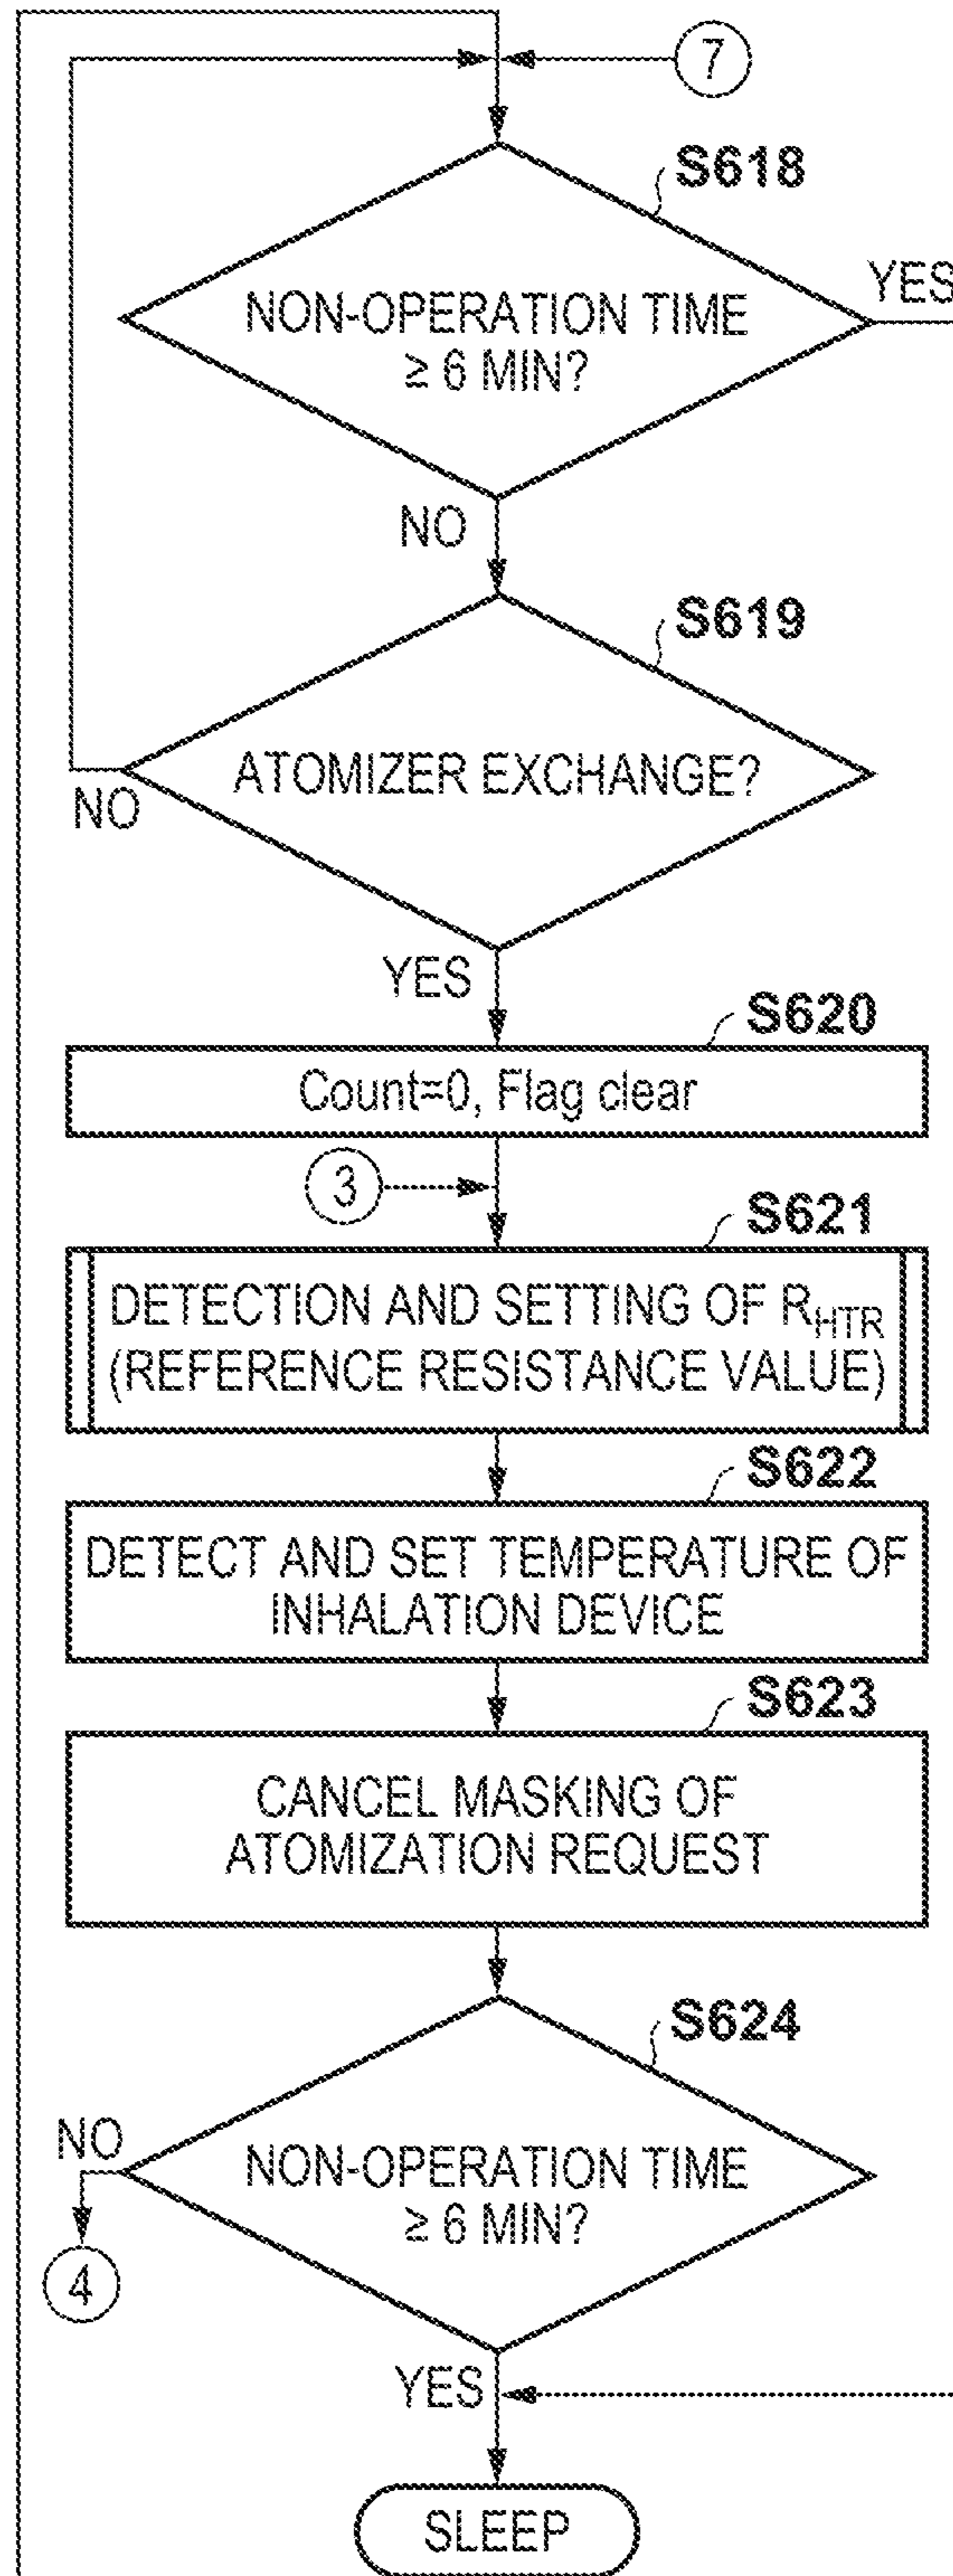 7
S618
YES
NON-OPERATION TIME
≥ 6 MIN?
NO
S619
ATOMIZER EXCHANGE?
NO
YES
S620
Count=0, Flag clear
3
S621
DETECTION AND SETTING OF RHTR
(REFERENCE RESISTANCE VALUE)
S622
DETECT AND SET TEMPERATURE OF
INHALATION DEVICE
S623
CANCEL MASKING OF
ATOMIZATION REQUEST
S624
NO
NON-OPERATION TIME
≥ 6 MIN?
4
YES
SLEEP